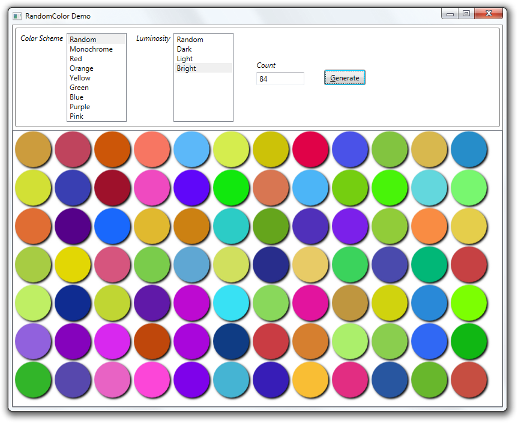 RandomColor Demo
Color Scheme
Random
Monochrome
Red
Orange
Yellow
Green
Blue
Purple
Pink
Luminosity
Random
Dark
Light
Bright
Count
84
Generate